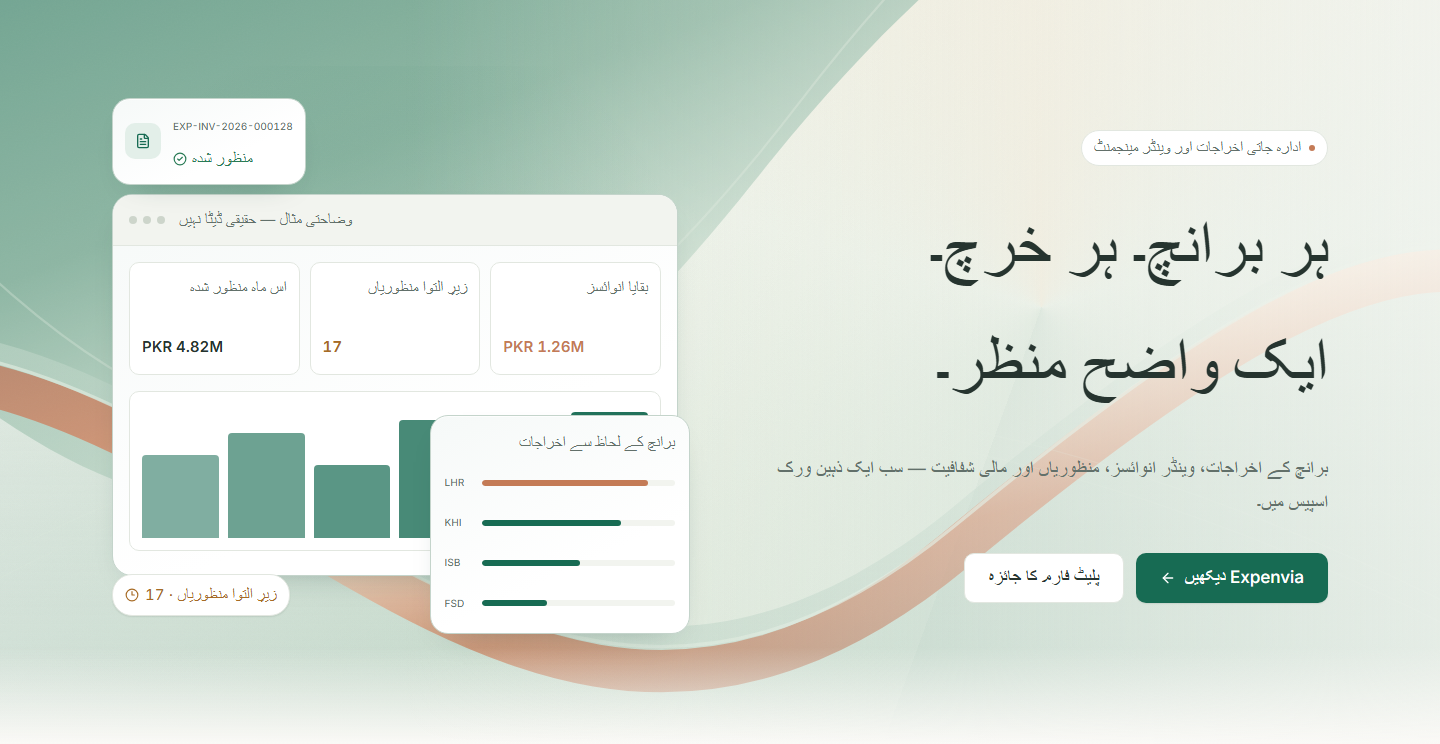 ادارہ جاتی اخراجات اور وینڈر مینجمنٹ
ہر برانچ۔ ہر خرچ۔
ایک واضح منظر۔
برانچ کے اخراجات، وینڈر انوائسز، منظوریاں اور مالی شفافیت — سب ایک ذہین ورک
اسپیس میں۔
Expenvia دیکھیں
پلیٹ فارم کا جائزہ
EXP-INV-2026-000128
منظور شدہ
وضاحتی مثال — حقیقی ڈیٹا نہیں
بقایا انوائسز
PKR 1.26M
زیرِ التوا منظوریاں
17
اس ماہ منظور شدہ
PKR 4.82M
برانچ کے لحاظ سے اخراجات
LHR
KHI
ISB
FSD
زیرِ التوا منظوریاں · 17